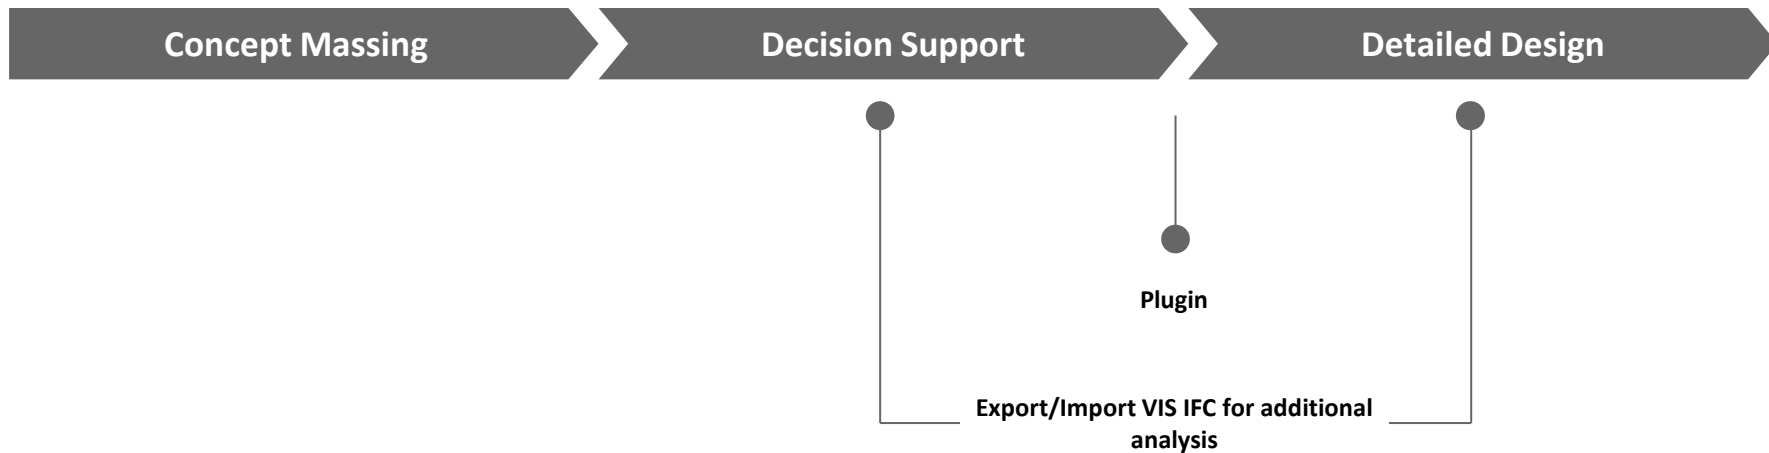 Concept Massing
Decision Support
Detailed Design
Plugin
Export/Import VIS IFC for additional
analysis